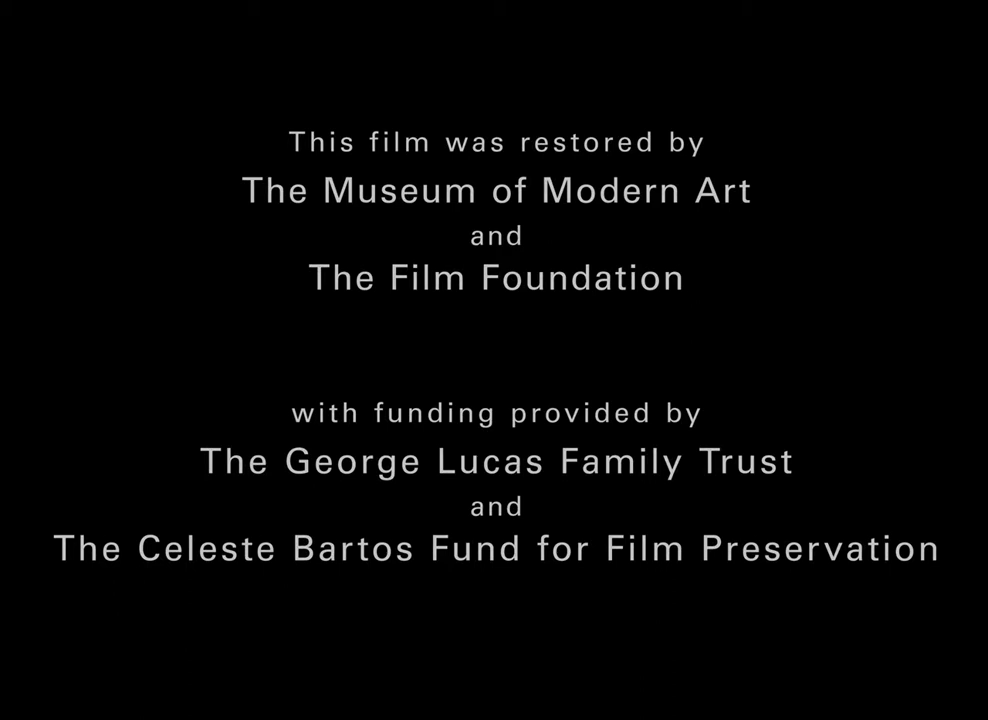 This film was restored by
The Museum of Modern Art
and
The Film Foundation
with funding provided by
The George Lucas Family Trust
and
The Celeste Bartos Fund for Film Preservation